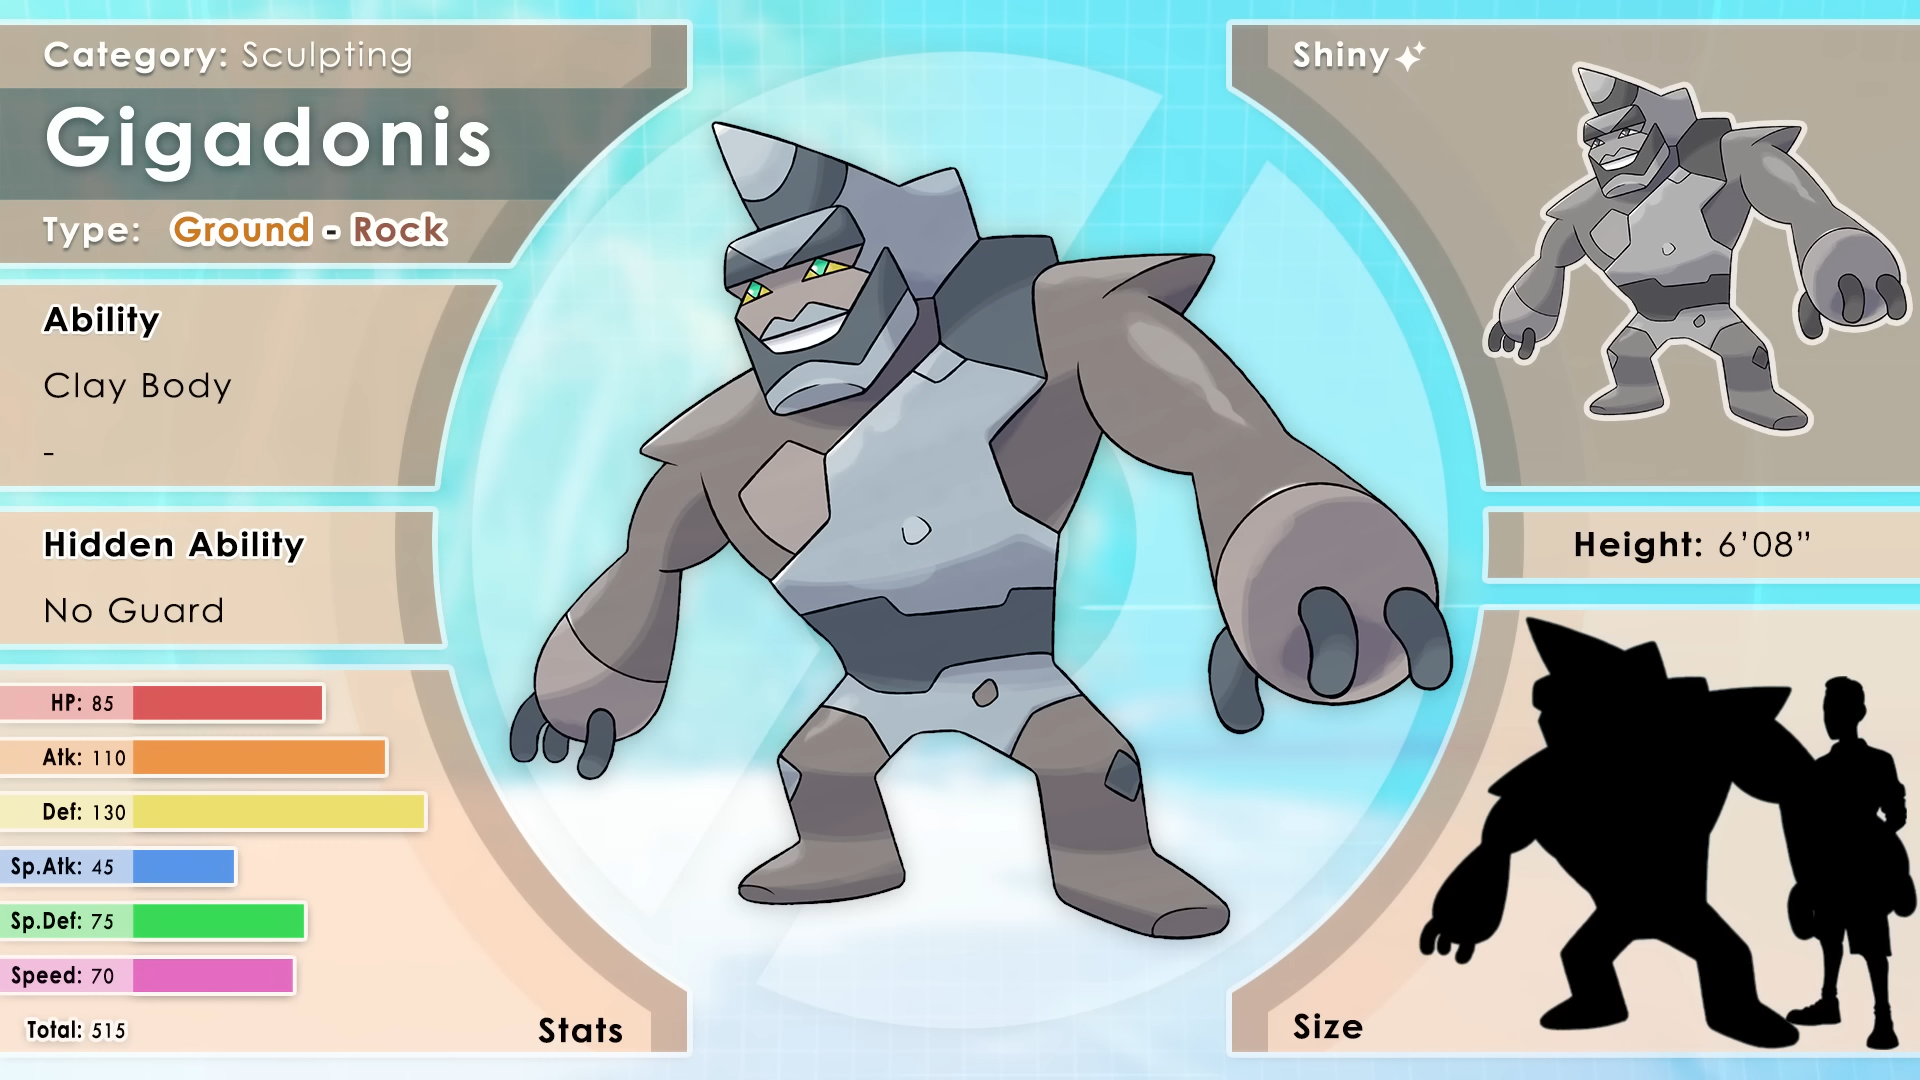 Category: Sculpting
Gigadonis
Type: Ground - Rock
Ability
Clay Body
-
Hidden Ability
No Guard
HP: 85
Atk: 110
Def: 130
Sp.Atk: 45
Sp.Def: 75
Speed: 70
Total: 515
Stats
Shiny
Height: 6’08”
Size